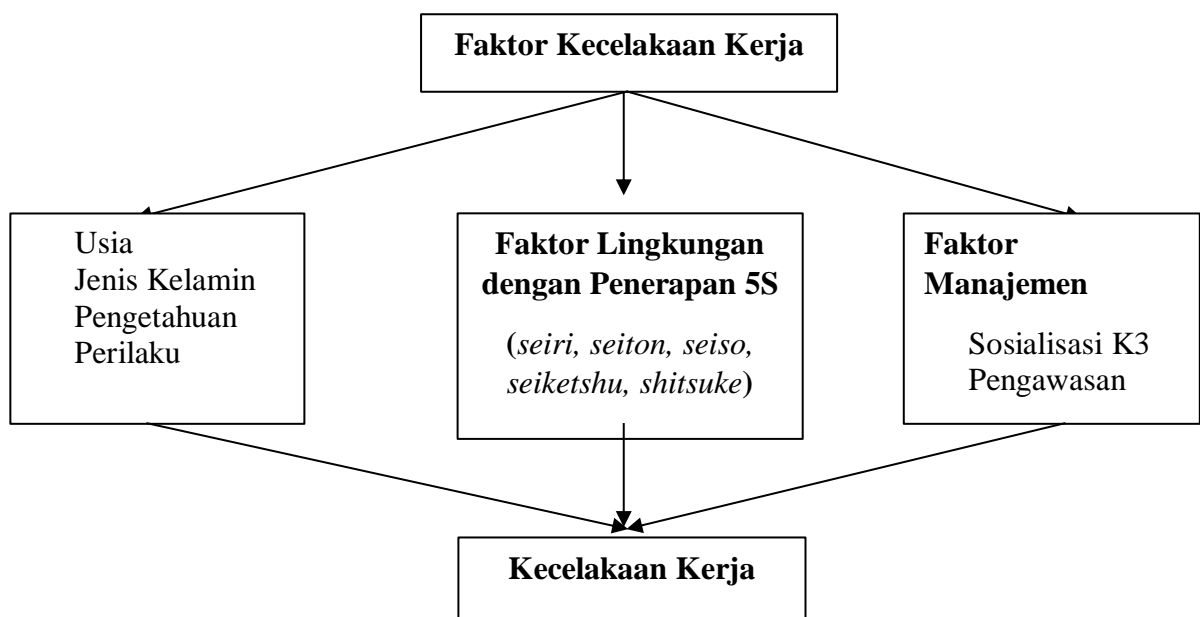 Faktor Kecelakaan Kerja
Usia
Jenis Kelamin
Pengetahuan
Perilaku
Faktor Lingkungan
dengan Penerapan 5S
(seiri, seiton, seiso,
seiketshu, shitsuke)
Faktor
Manajemen
Sosialisasi K3
Pengawasan
Kecelakaan Kerja